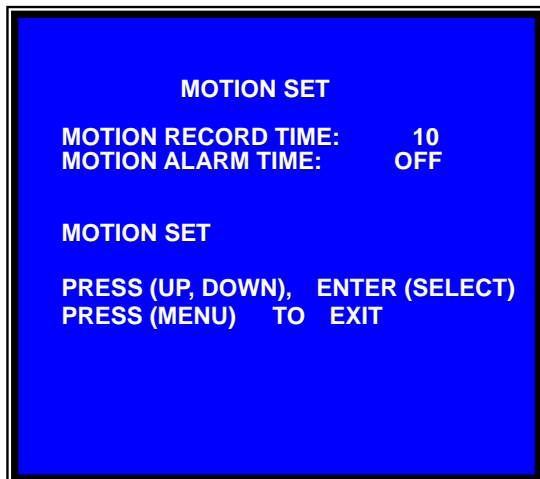 MOTION SET
MOTION RECORD TIME: 10
MOTION ALARM TIME: OFF
MOTION SET
PRESS (UP, DOWN), ENTER (SELECT)
PRESS (MENU) TO EXIT